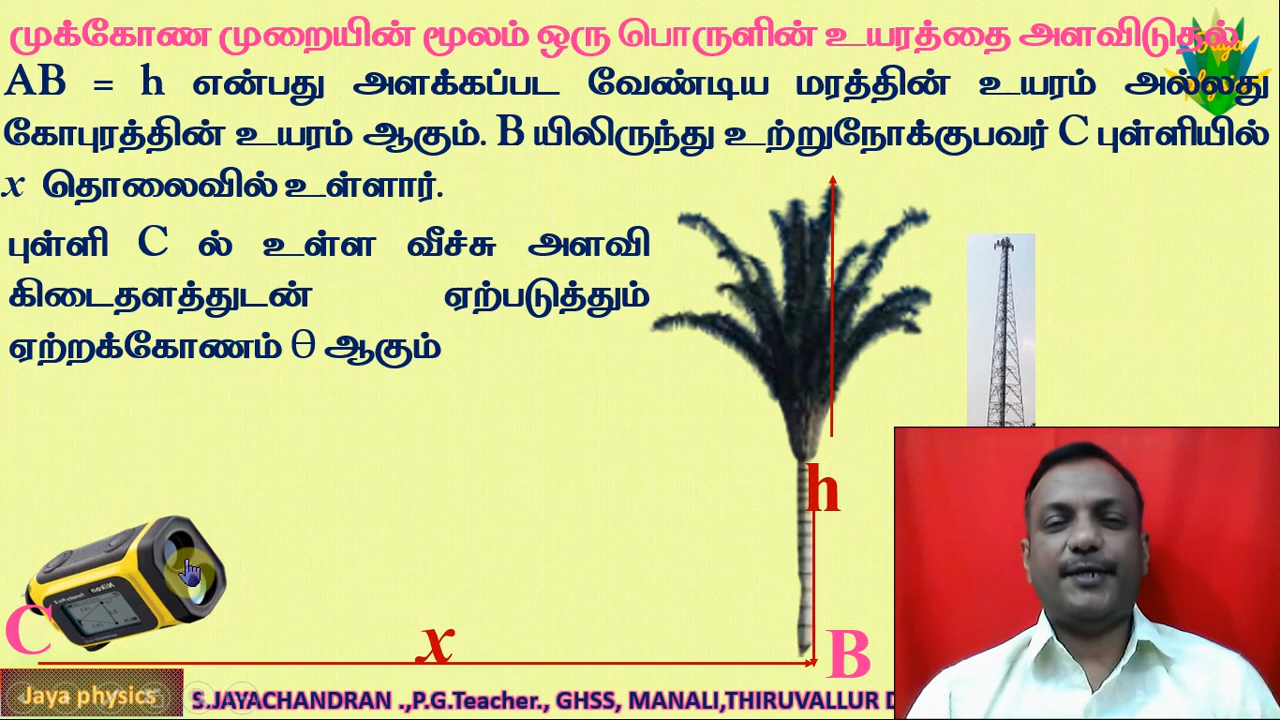 முக்கோண முறையின் மூலம் ஒரு பொருளின் உயரத்தை அளவிடுதல்
AB = h என்பது அளக்கப்பட வேண்டிய மரத்தின் உயரம் அல்லது
கோபுரத்தின் உயரம் ஆகும். B யிலிருந்து உற்றுநோக்குபவர் C புள்ளியில்
x தொலைவில் உள்ளார்.
புள்ளி C ல் உள்ள வீச்சு அளவி
கிடைதளத்துடன் ஏற்படுத்தும்
ஏற்றக்கோணம் θ ஆகும்
h
C
x
B
Jaya physics
S.JAYACHANDRAN .,P.G.Teacher., GHSS, MANALI,THIRUVALLUR D